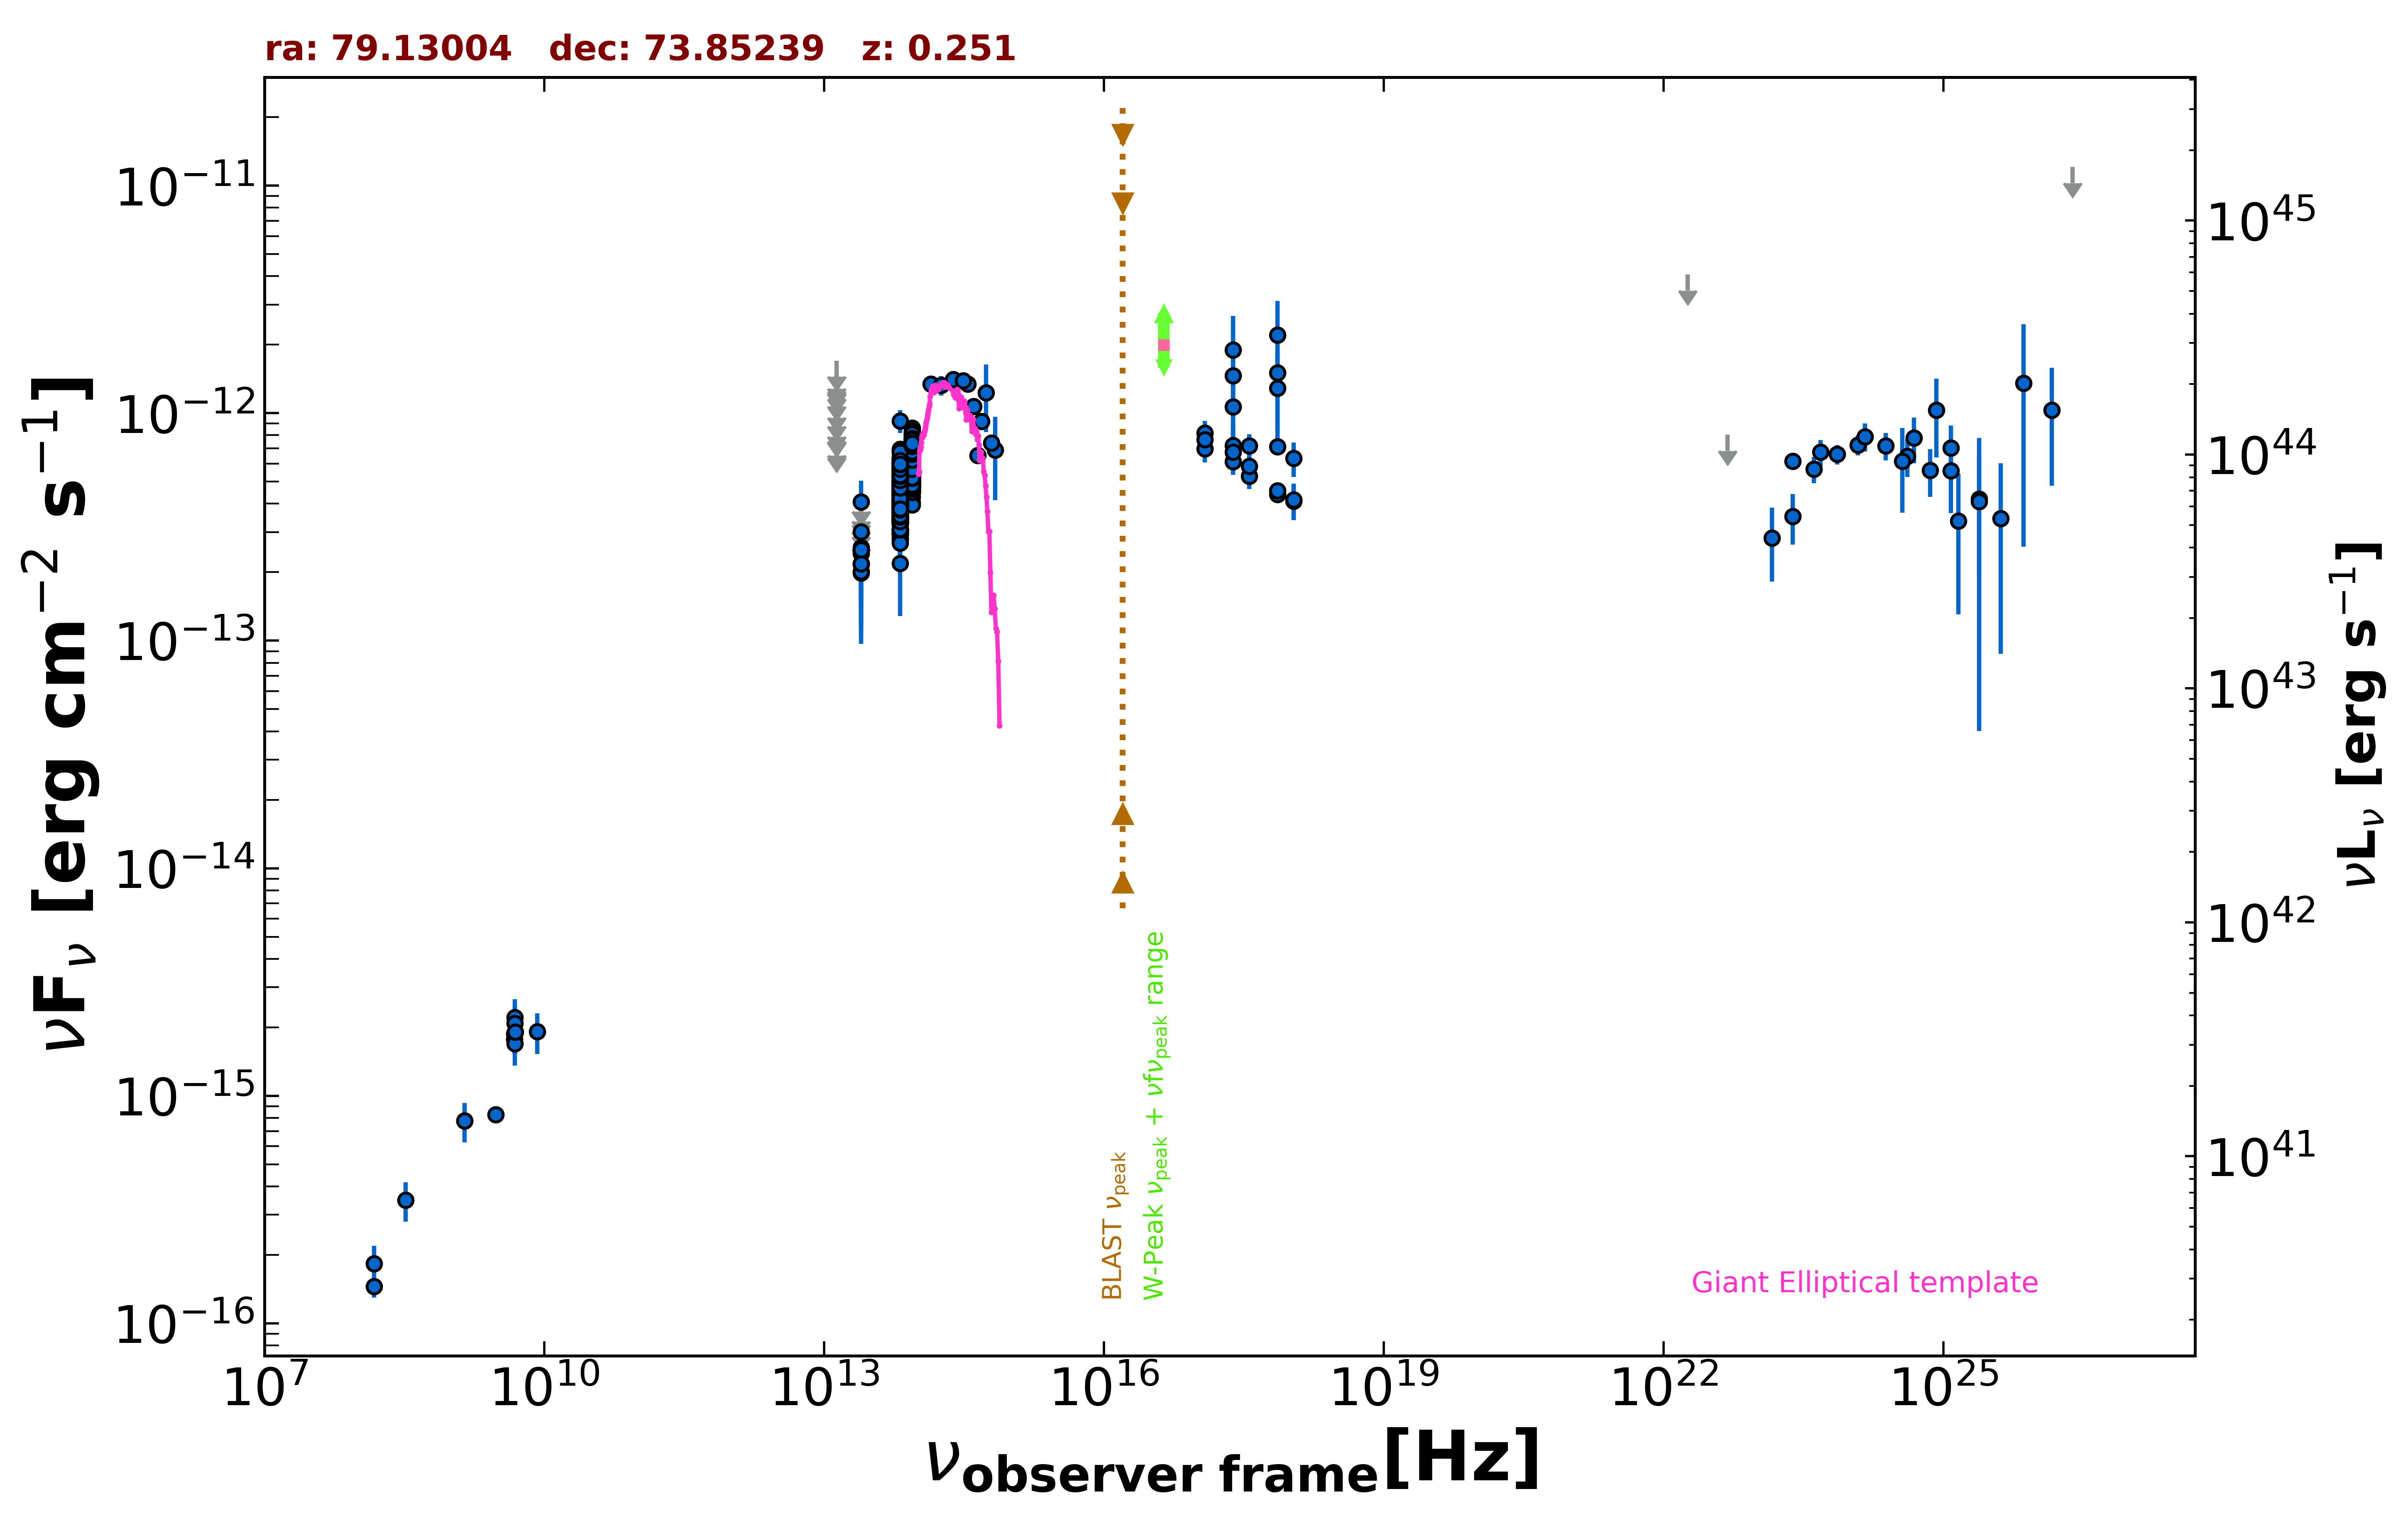 ra: 79.13004 dec: 73.85239 z: 0.251
νFν [erg cm−2 s−1]
10−11
10−12
10−13
10−14
10−15
10−16
1045
1044
1043
1042
1041
νLν [erg s−1]
BLAST νpeak
W-Peak νpeak + νfνpeak range
Giant Elliptical template
107 1010 1013 1016 1019 1022 1025
νobserver frame[Hz]